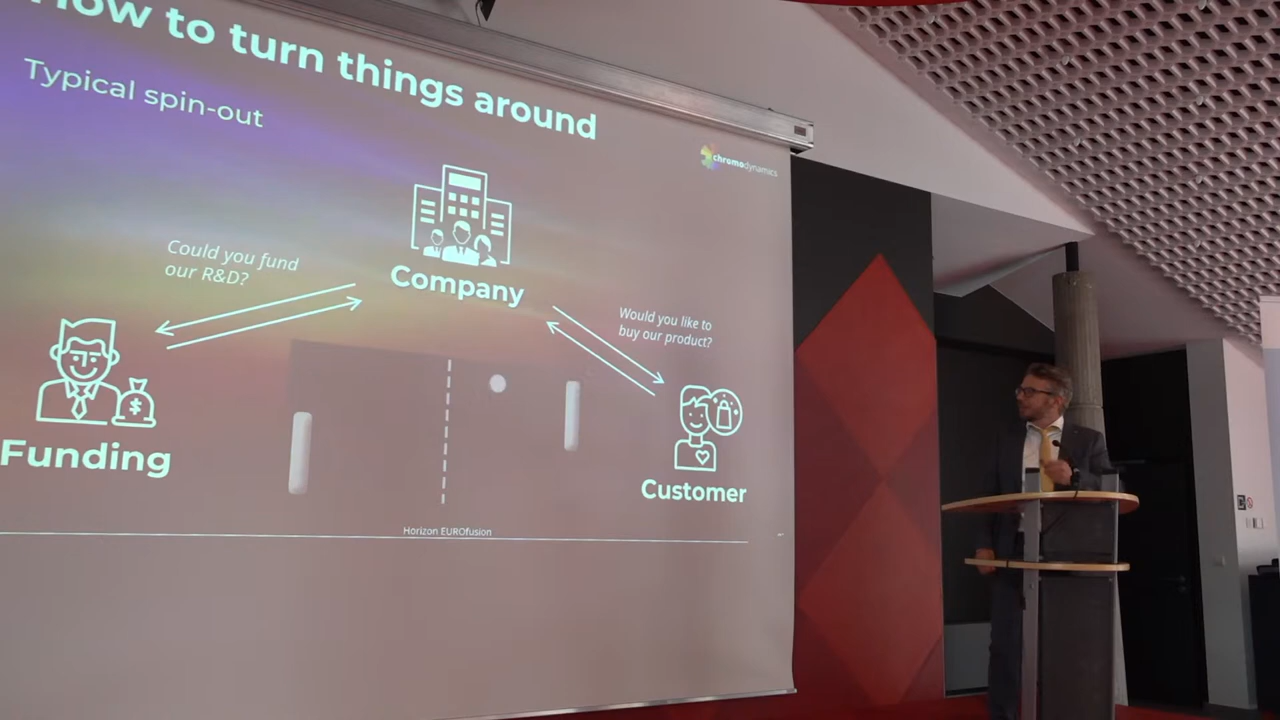 How to turn things around
Typical spin-out
chromodynamics
Could you fund
our R&D?
Company
Would you like to
buy our product?
$
Funding
Customer
Horizon EUROfusion